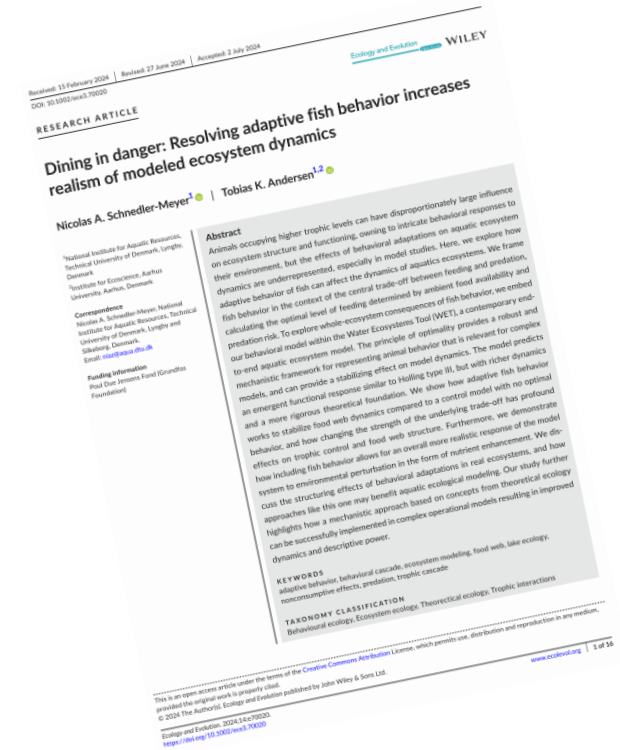 Received: 15 February 2024 | Revised: 27 June 2024 | Accepted: 2 July 2024
DOI: 10.1002/ece3.70020
Ecology and Evolution
WILEY
RESEARCH ARTICLE
Dining in danger: Resolving adaptive fish behavior increases
realism of modeled ecosystem dynamics
Nicolas A. Schnedler-Meyer1 | Tobias K. Andersen1,2
1National Institute for Aquatic Resources,
Technical University of Denmark, Lyngby,
Denmark
2Institute for Ecoscience, Aarhus
University, Aarhus, Denmark
Correspondence
Nicolas A. Schnedler-Meyer, National
Institute for Aquatic Resources, Technical
University of Denmark, Lyngby and
Silkeborg, Denmark.
Email: nisc@aqua.dtu.dk
Funding information
Poul Due Jensens Fond (Grundfos
Foundation)
Abstract
Animals occupying higher trophic levels can have disproportionately large influence
on ecosystem structure and functioning, owing to intricate behavioral responses to
their environment, but the effects of behavioral adaptations on aquatic ecosystem
dynamics are underrepresented, especially in model studies. Here, we explore how
adaptive behavior of fish can affect the dynamics of aquatics ecosystems. We frame
fish behavior in the context of the central trade-off between feeding and predation,
calculating the optimal level of feeding determined by ambient food availability and
predation risk. To explore whole-ecosystem consequences of fish behavior, we embed
our behavioral model within the Water Ecosystems Tool (WET), a contemporary end-
to-end aquatic ecosystem model. The principle of optimality provides a robust and
mechanistic framework for representing animal behavior that is relevant for complex
models, and can provide a stabilizing effect on model dynamics. The model predicts
an emergent functional response similar to Holling type III, but with richer dynamics
and a more rigorous theoretical foundation. We show how adaptive fish behavior
works to stabilize food web dynamics compared to a control model with no optimal
behavior, and how changing the strength of the underlying trade-off has profound
effects on trophic control and food web structure. Furthermore, we demonstrate
how including fish behavior allows for an overall more realistic response of the model
system to environmental perturbation in the form of nutrient enhancement. We dis-
cuss the structuring effects of behavioral adaptations in real ecosystems, and how
approaches like this one may benefit aquatic ecological modeling. Our study further
highlights how a mechanistic approach based on concepts from theoretical ecology
can be successfully implemented in complex operational models resulting in improved
dynamics and descriptive power.
KEYWORDS
adaptive behavior, behavioral cascade, ecosystem modeling, food web, lake ecology,
nonconsumptive effects, predation, trophic cascade
TAXONOMY CLASSIFICATION
Behavioural ecology, Ecosystem ecology, Theorectical ecology, Trophic interactions
This is an open access article under the terms of the Creative Commons Attribution License, which permits use, distribution and reproduction in any medium,
provided the original work is properly cited.
© 2024 The Author(s). Ecology and Evolution published by John Wiley & Sons Ltd.
Ecology and Evolution. 2024;14:e70020.
https://doi.org/10.1002/ece3.70020
www.ecolevol.org | 1 of 16